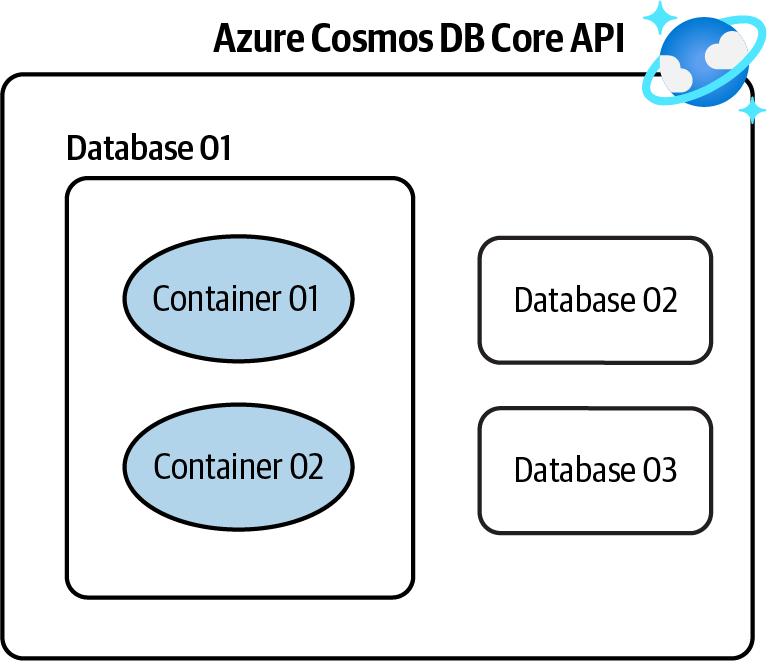 Azure Cosmos DB Core API
Database 01
Container 01
Container 02
Database 02
Database 03